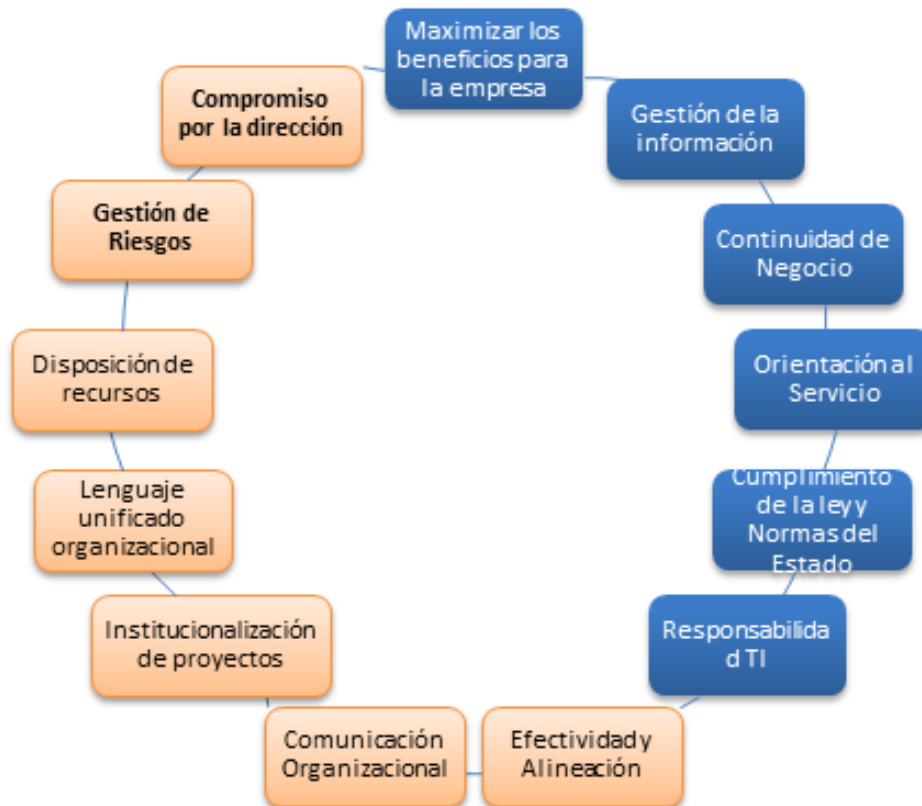 Maximizar los
beneficios para
la empresa
Gestión de la
información
Continuidad de
Negocio
Orientación al
Servicio
Cumplimiento
de la ley y
Normas del
Estado
Responsabilida
d TI
Efectividad y
Alineación
Comunicación
Organizacional
Institucionalización
de proyectos
Lenguaje
unificado
organizacional
Disposición de
recursos
Gestión de
Riesgos
Compromiso
por la dirección